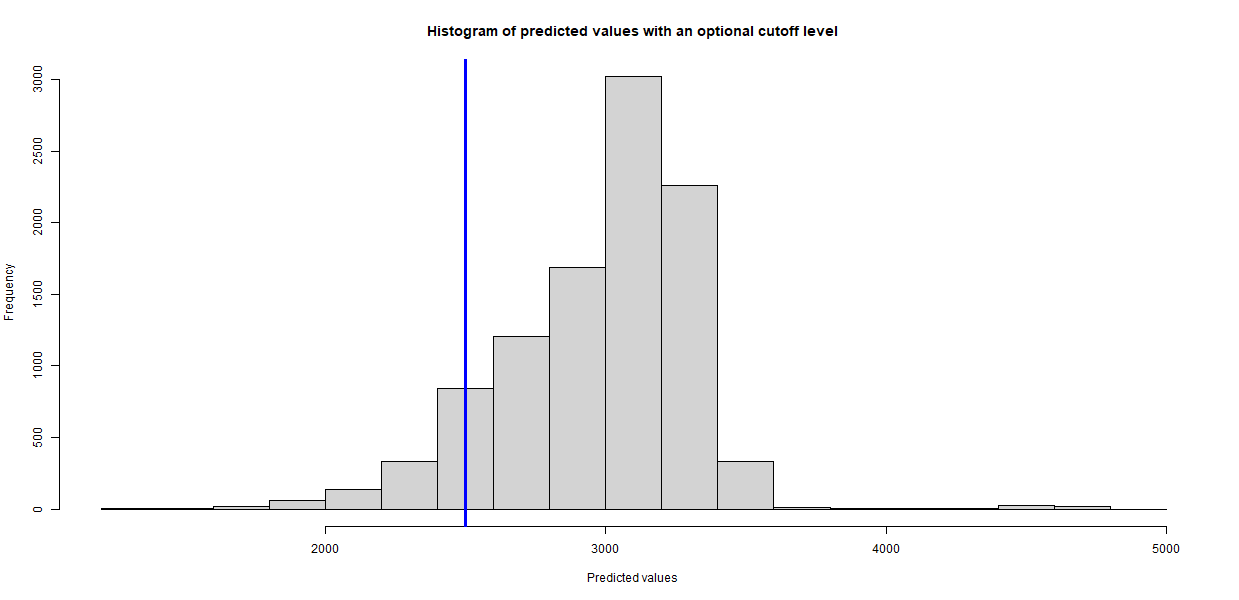 Histogram of predicted values with an optional cutoff level
3000
2500
2000
1500
1000
500
0
Frequency
2000 3000 4000 5000
Predicted values